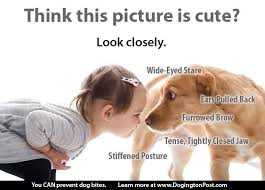 Think this picture is cute?
Look closely.
Wide-Eyed Stare
Ears Pulled Back
Furrowed Brow
Tense, Tightly Closed Jaw
Stiffened Posture
You CAN prevent dog bites. Learn more at www.DogingtonPost.com